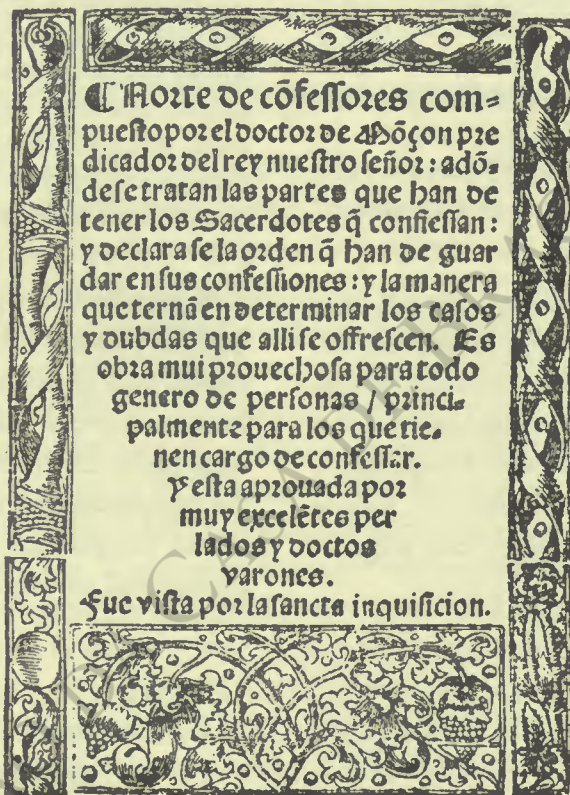 ¶ Norte de cõfessores com=
puesto por el doctor de Mõçon pre
dicador del rey nuestro señor: adõ=
de se tratan las partes que han de
tener los Sacerdotes q̃ confiessan:
y declara se la orden q̃ han de guar
dar en sus confessiones: y la manera
que ternã en determinar los casos
y dubdas que alli se offrescen. Es
obra mui prouechosa para todo
genero de personas / princi=
palmente para los que tie=
nen cargo de confessar.
Y esta aprouada por
muy excelẽtes per
lados y doctos
varones.
Fue vista por la sancta inquisicion.